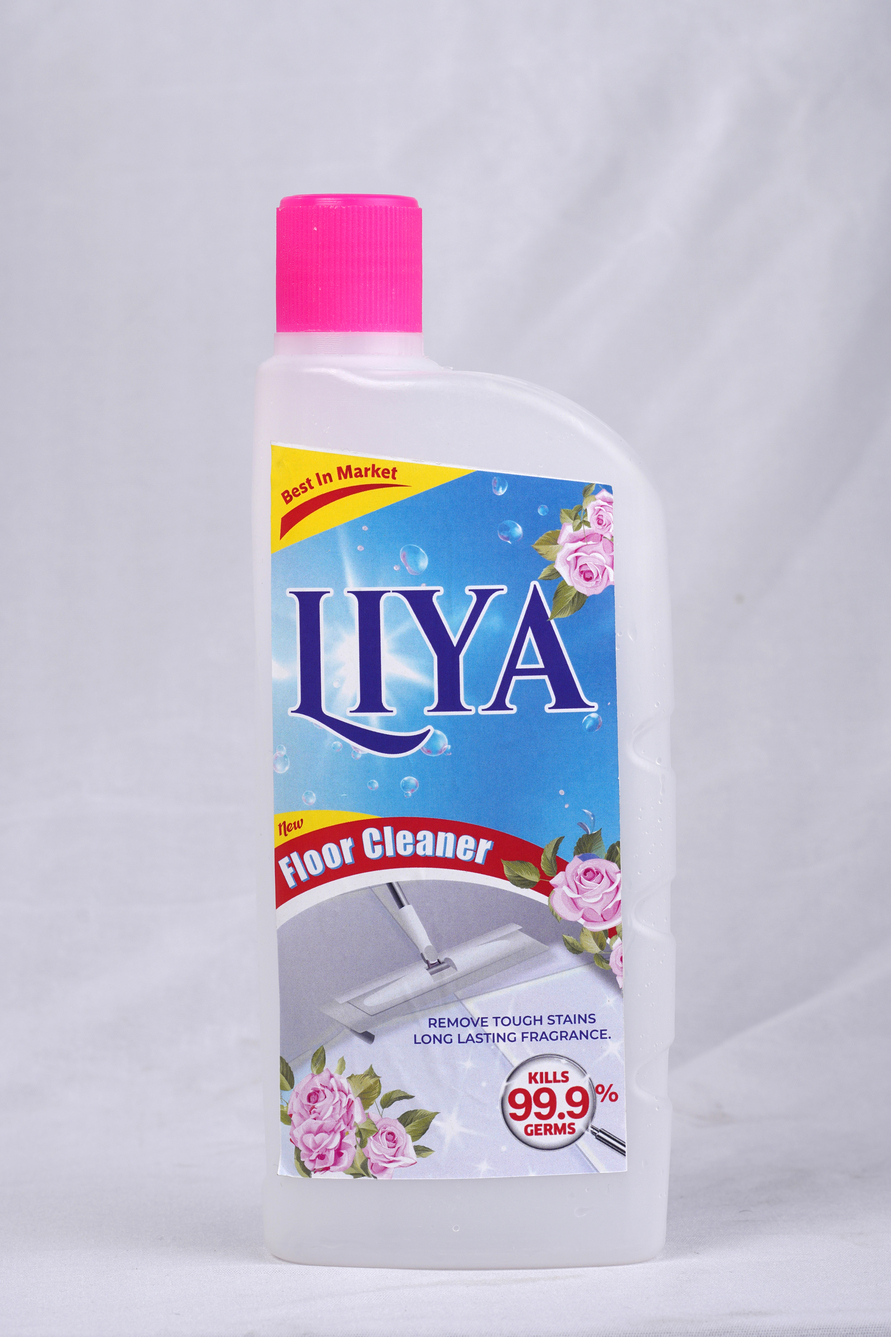 Best In Market
LIYA
New
Floor Cleaner
REMOVE TOUGH STAINS
LONG LASTING FRAGRANCE.
KILLS
99.9%
GERMS